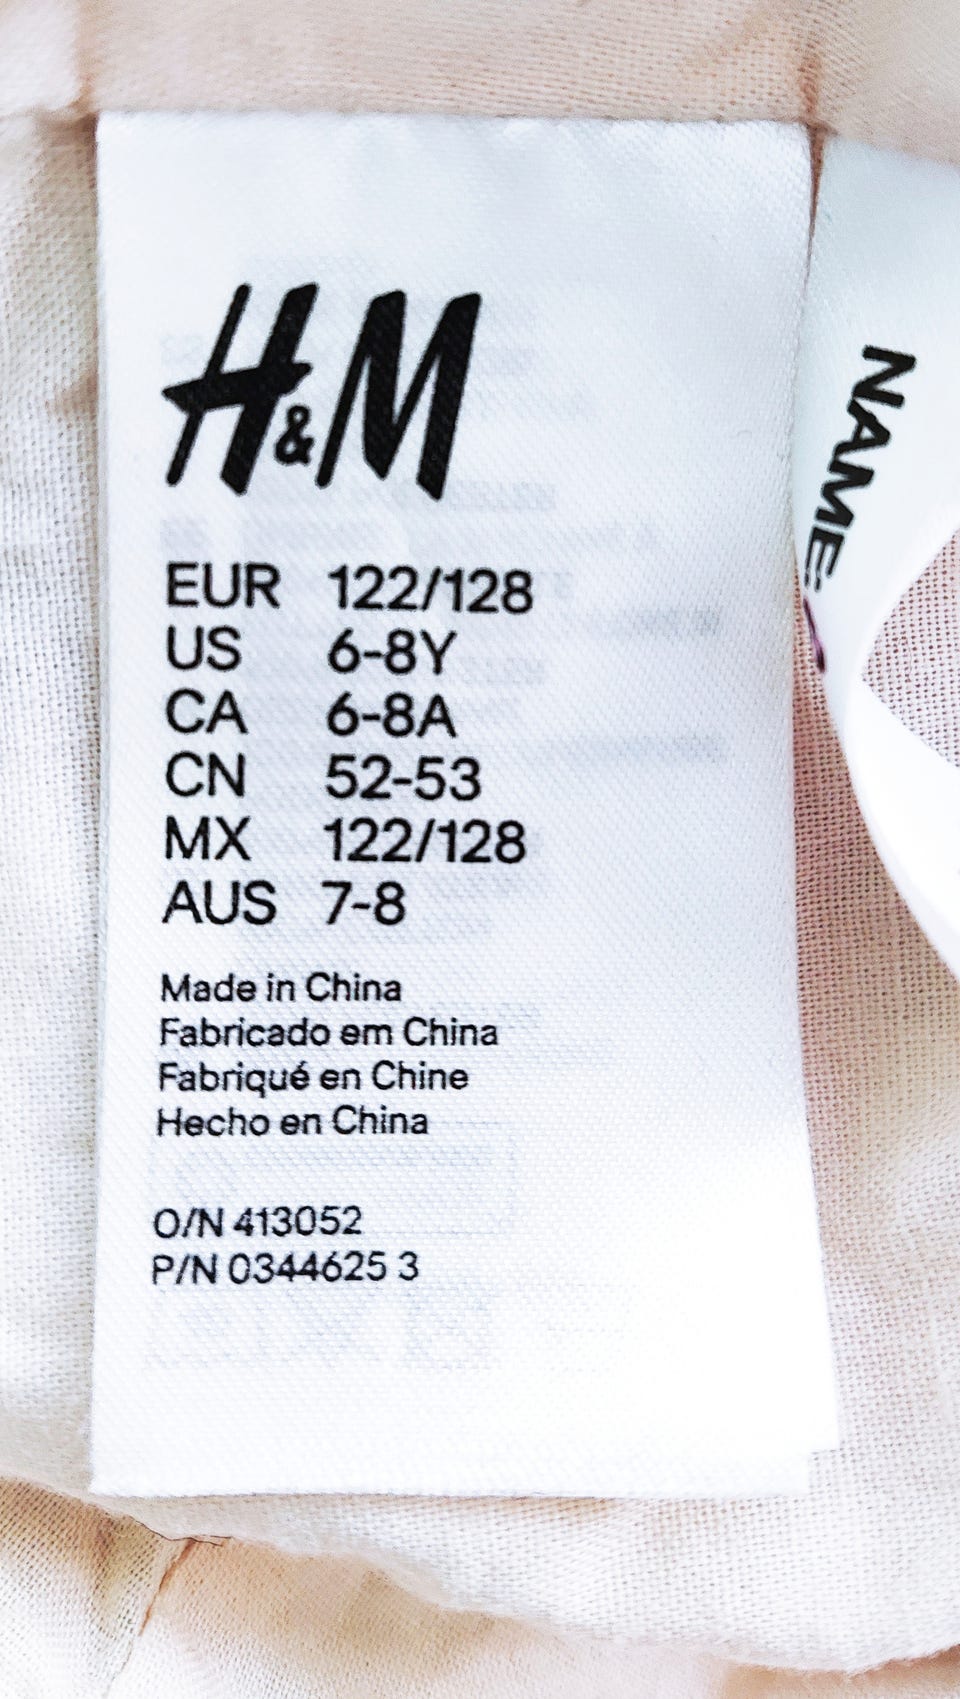 H&M
EUR 122/128
US 6-8Y
CA 6-8A
CN 52-53
MX 122/128
AUS 7-8
Made in China
Fabricado em China
Fabriqué en Chine
Hecho en China
O/N 413052
P/N 0344625 3
NAME